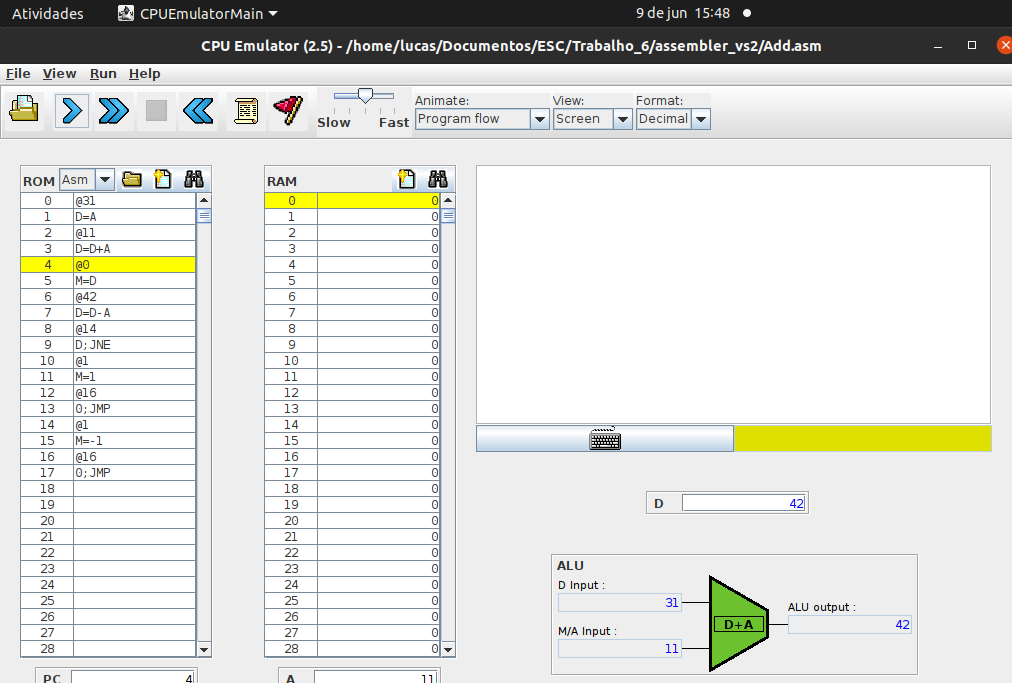 Atividades CPUEmulatorMain 9 de jun 15:48
CPU Emulator (2.5) - /home/lucas/Documentos/ESC/Trabalho_6/assembler_vs2/Add.asm
File View Run Help
Animate: View: Format:
Slow Fast Program flow Screen Decimal
ROM Asm
0 @31
1 D=A
2 @11
3 D=D+A
4 @0
5 M=D
6 @42
7 D=D-A
8 @14
9 D;JNE
10 @1
11 M=1
12 @16
13 0;JMP
14 @1
15 M=-1
16 @16
17 0;JMP
18
19
20
21
22
23
24
25
26
27
28
PC 4
RAM
0 0
1 0
2 0
3 0
4 0
5 0
6 0
7 0
8 0
9 0
10 0
11 0
12 0
13 0
14 0
15 0
16 0
17 0
18 0
19 0
20 0
21 0
22 0
23 0
24 0
25 0
26 0
27 0
28 0
A 11
D 42
ALU
D Input :
31
M/A Input :
11
D+A
ALU output :
42